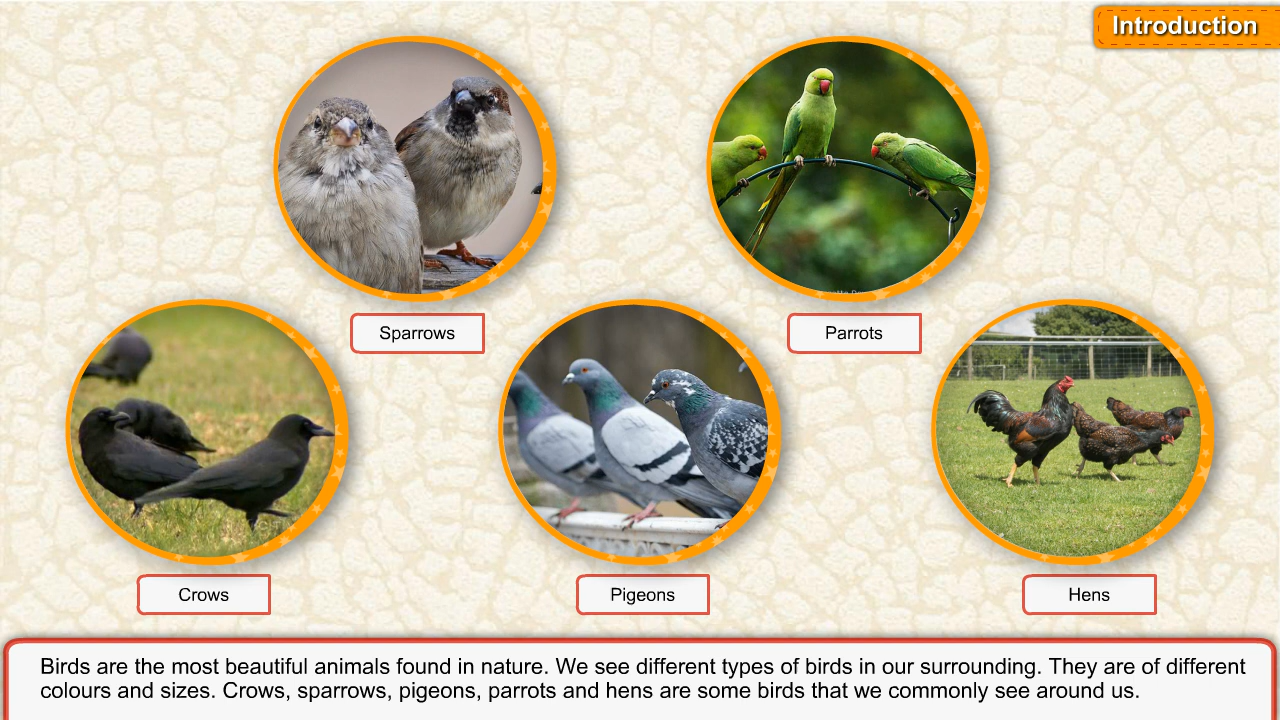 Introduction
Sparrows
Parrots
Crows
Pigeons
Hens
Birds are the most beautiful animals found in nature. We see different types of birds in our surrounding. They are of different
colours and sizes. Crows, sparrows, pigeons, parrots and hens are some birds that we commonly see around us.